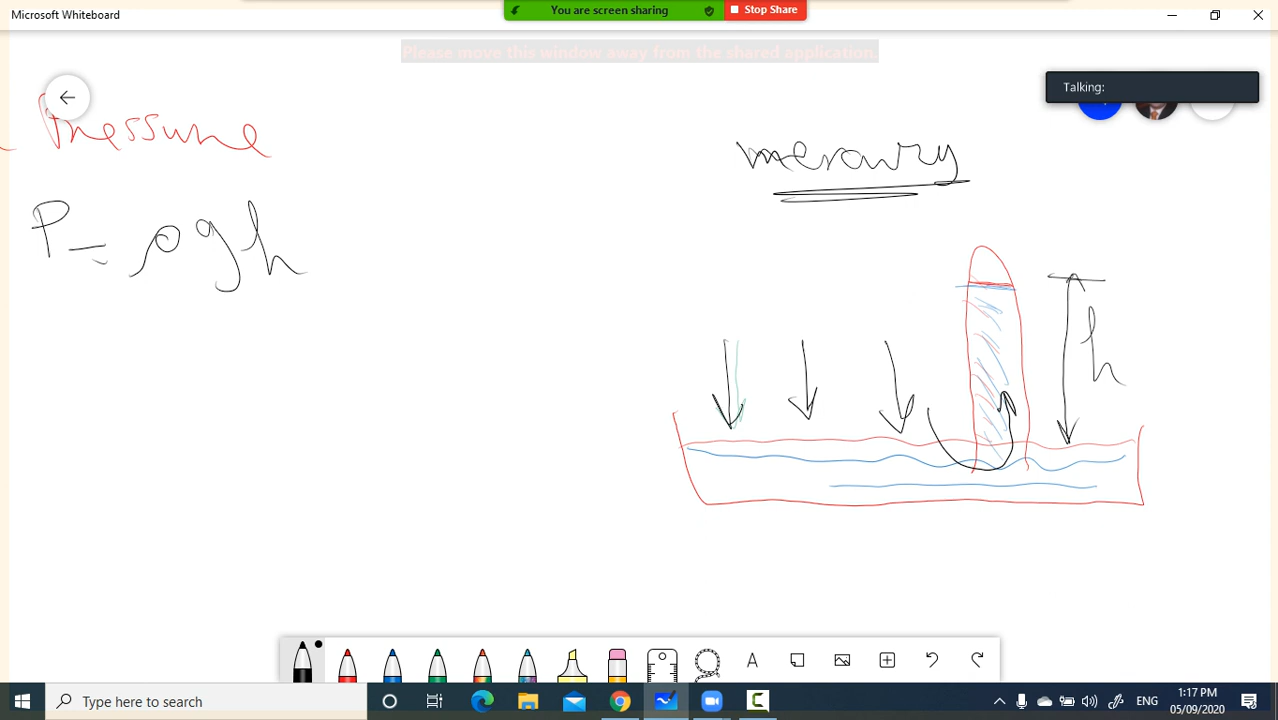 Microsoft Whiteboard
You are screen sharing
Stop Share
Please move this window away from the shared application.
Talking:
Pressure
mercury
P = ρgh
h
A
Type here to search
ENG
1:17 PM
05/09/2020